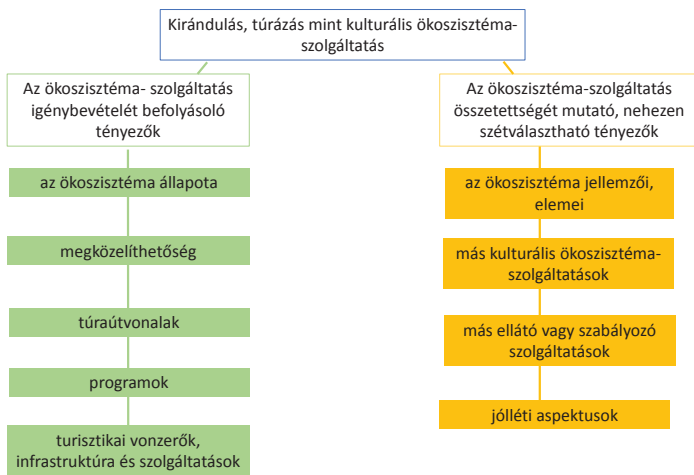 Kirándulás, túrázás mint kulturális ökoszisztéma-
szolgáltatás
Az ökoszisztéma- szolgáltatás
igénybevételét befolyásoló
tényezők
az ökoszisztéma állapota
megközelíthetőség
túraútvonalak
programok
turisztikai vonzerők,
infrastruktúra és szolgáltatások
Az ökoszisztéma-szolgáltatás
összetettségét mutató, nehezen
szétválasztható tényezők
az ökoszisztéma jellemzői,
elemei
más kulturális ökoszisztéma-
szolgáltatások
más ellátó vagy szabályozó
szolgáltatások
jólléti aspektusok